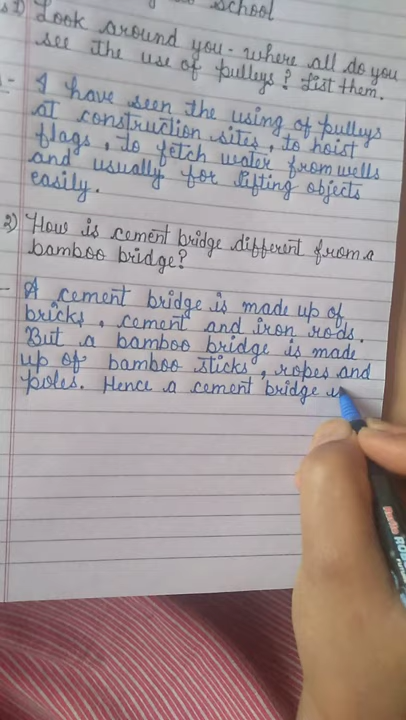 school
Look around you - where all do you
see the use of pulleys? List them.
I have seen the using of pulleys
at construction sites, to hoist
flags, to fetch water from wells
and usually for lifting objects
easily.
2) How is cement bridge different from a
bamboo bridge?
- A cement bridge is made up of
bricks, cement and iron rods.
But a bamboo bridge is made
up of bamboo sticks, ropes and
poles. Hence a cement bridge